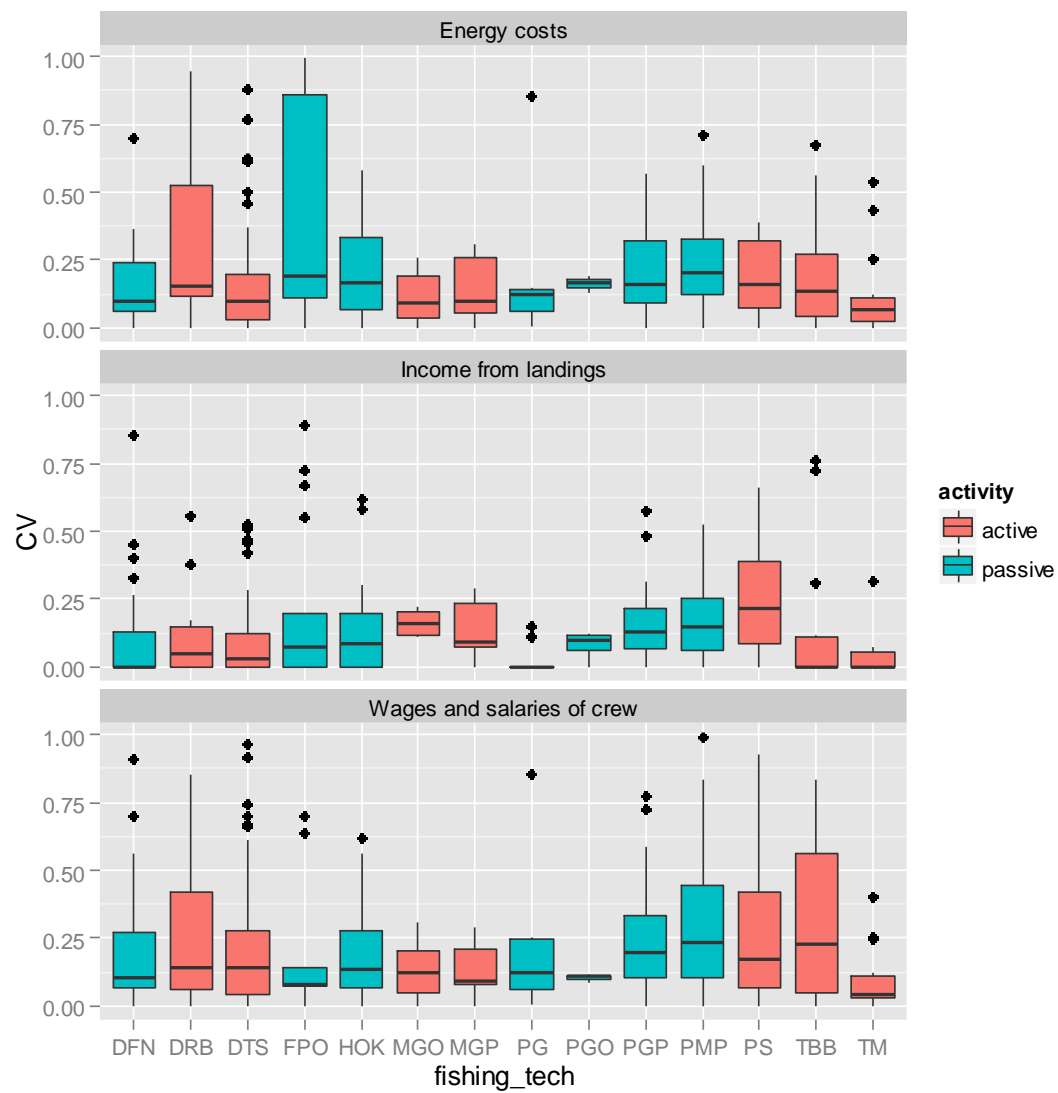 Energy costs
1.00
0.75
0.50
0.25
0.00
Income from landings
1.00
0.75
0.50
0.25
0.00
CV
Wages and salaries of crew
1.00
0.75
0.50
0.25
0.00
DFN DRB DTS FPO HOK MGO MGP PG PGO PGP PMP PS TBB TM
fishing_tech
activity
active
passive